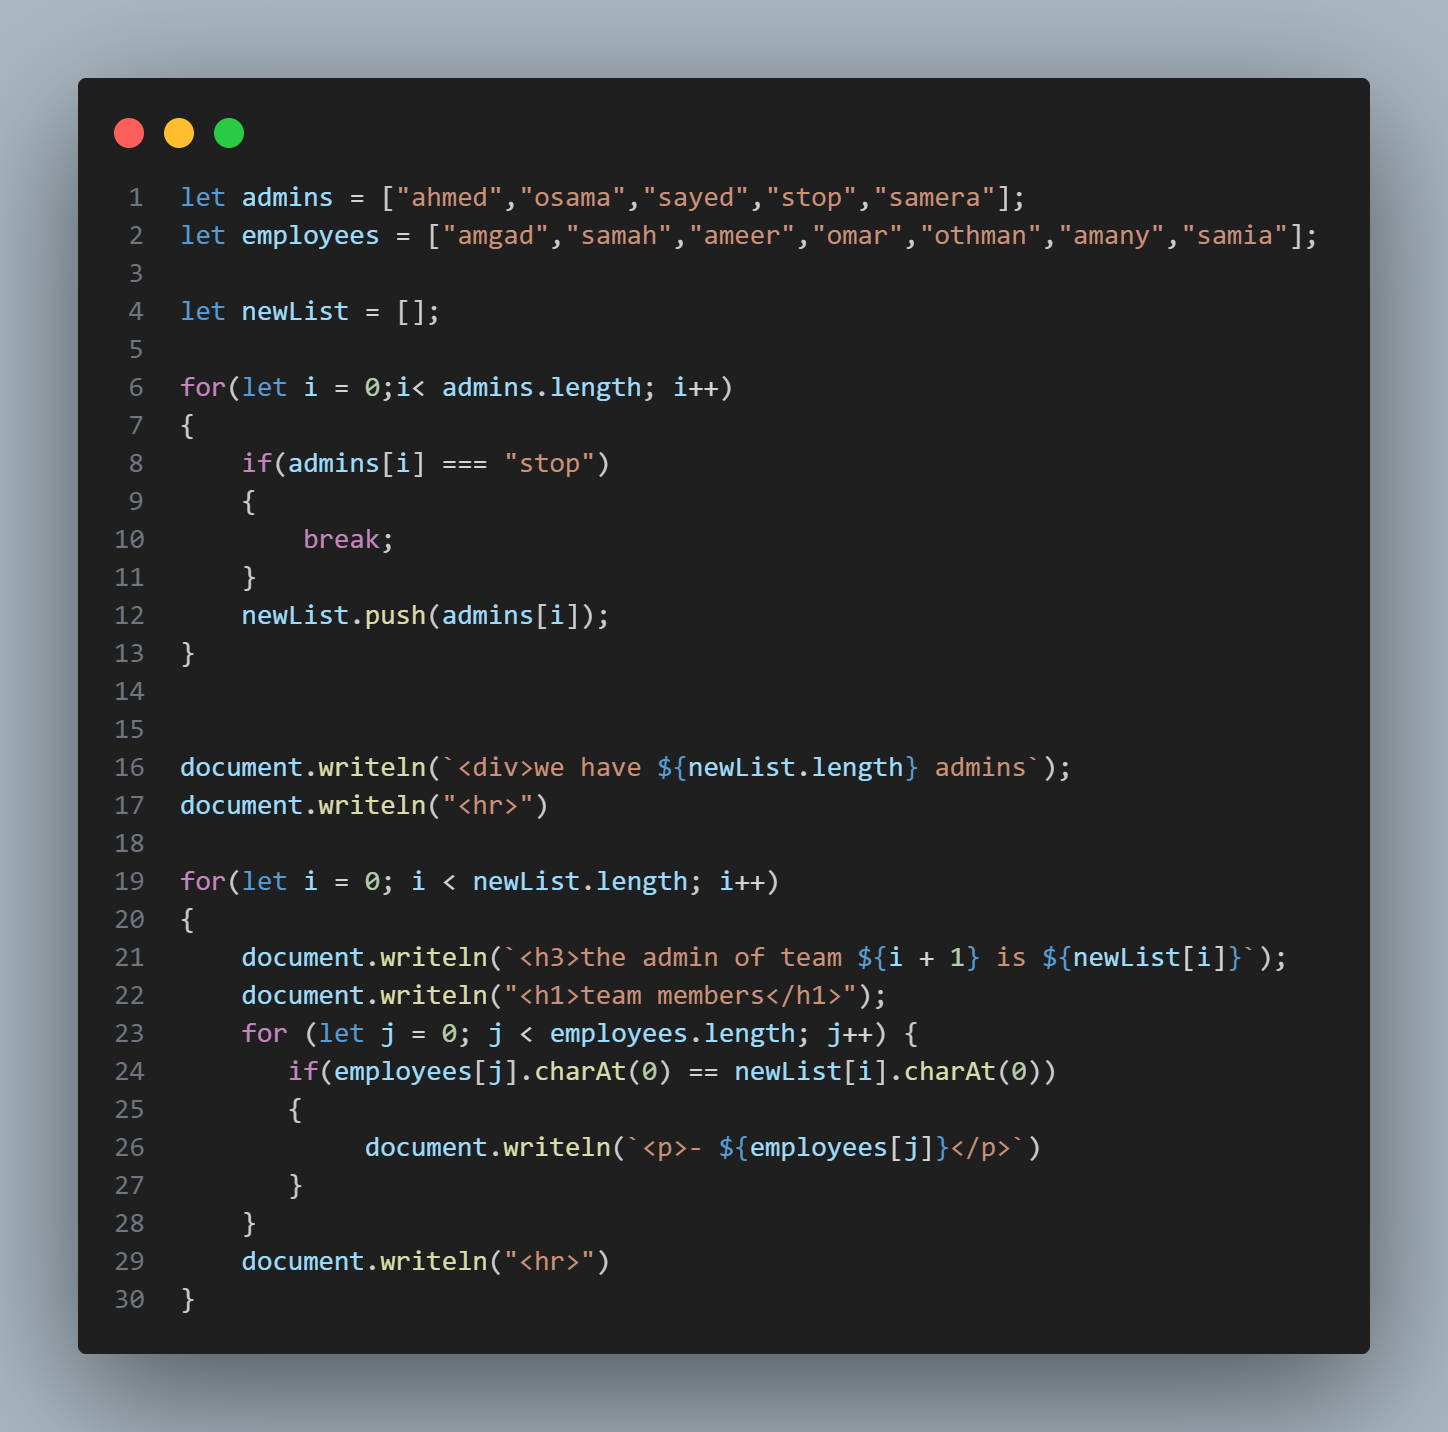 1 let admins = ["ahmed","osama","sayed","stop","samera"];
2 let employees = ["amgad","samah","ameer","omar","othman","amany","samia"];
3
4 let newList = [];
5
6 for(let i = 0;i< admins.length; i++)
7 {
8     if(admins[i] === "stop")
9     {
10         break;
11     }
12     newList.push(admins[i]);
13 }
14
15
16 document.writeln(`<div>we have ${newList.length} admins`);
17 document.writeln("<hr>")
18
19 for(let i = 0; i < newList.length; i++)
20 {
21     document.writeln(`<h3>the admin of team ${i + 1} is ${newList[i]}`);
22     document.writeln("<h1>team members</h1>");
23     for (let j = 0; j < employees.length; j++) {
24        if(employees[j].charAt(0) == newList[i].charAt(0))
25        {
26             document.writeln(`<p>- ${employees[j]}</p>`)
27        }
28     }
29     document.writeln("<hr>")
30 }